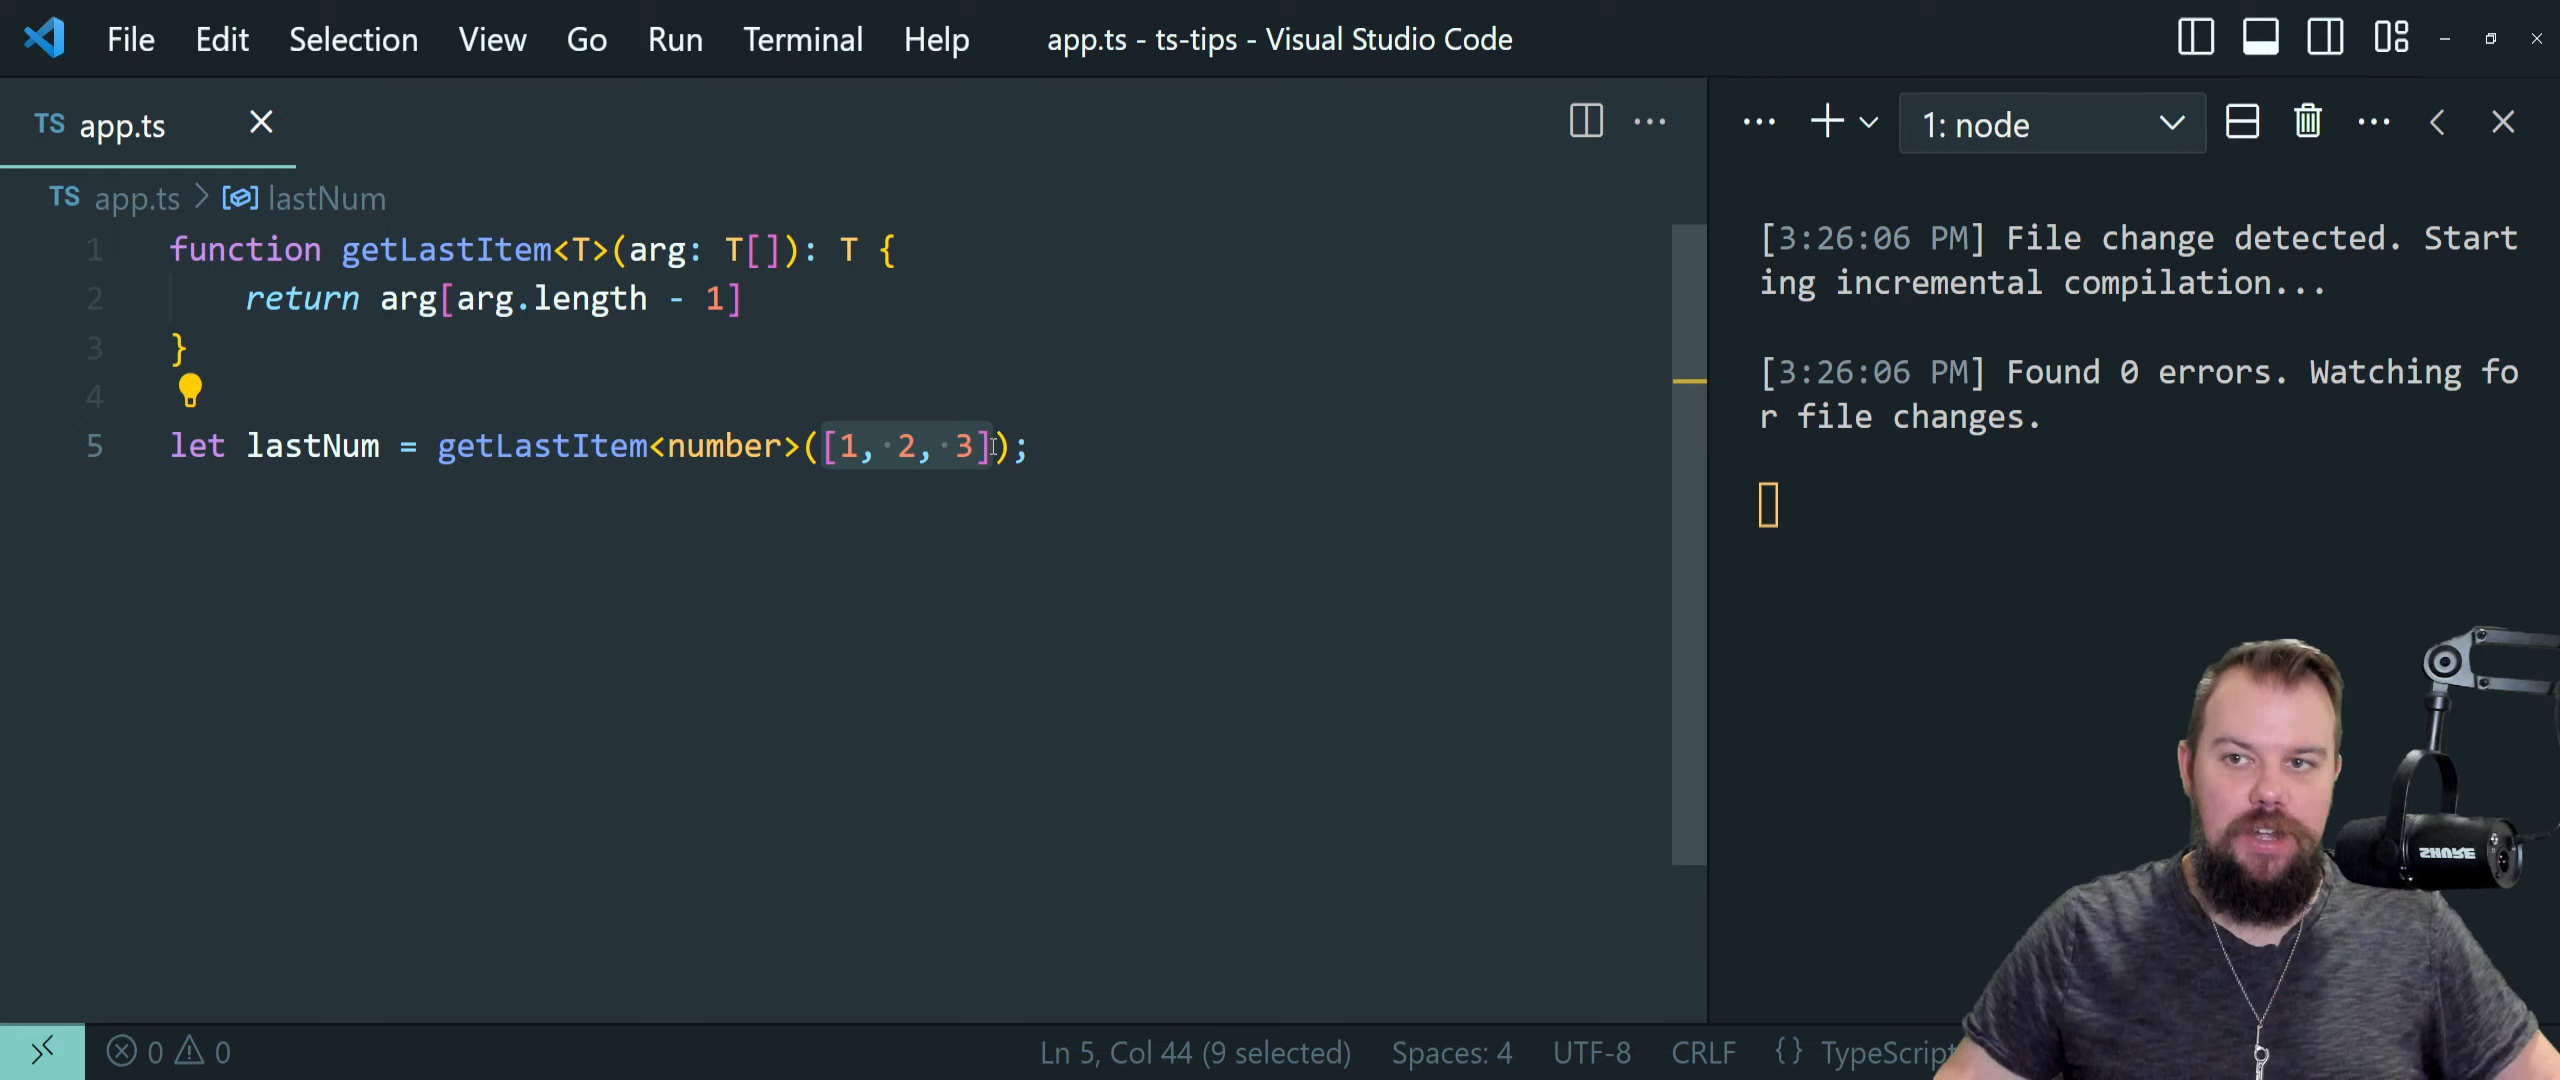 File Edit Selection View Go Run Terminal Help app.ts - ts-tips - Visual Studio Code
TS app.ts
TS app.ts > lastNum
1 function getLastItem<T>(arg: T[]): T {
2 return arg[arg.length - 1]
3 }
4
5 let lastNum = getLastItem<number>([1, 2, 3]);
1: node
[3:26:06 PM] File change detected. Start
ing incremental compilation...
[3:26:06 PM] Found 0 errors. Watching fo
r file changes.
SHURE
0 0 Ln 5, Col 44 (9 selected) Spaces: 4 UTF-8 CRLF {} TypeScript